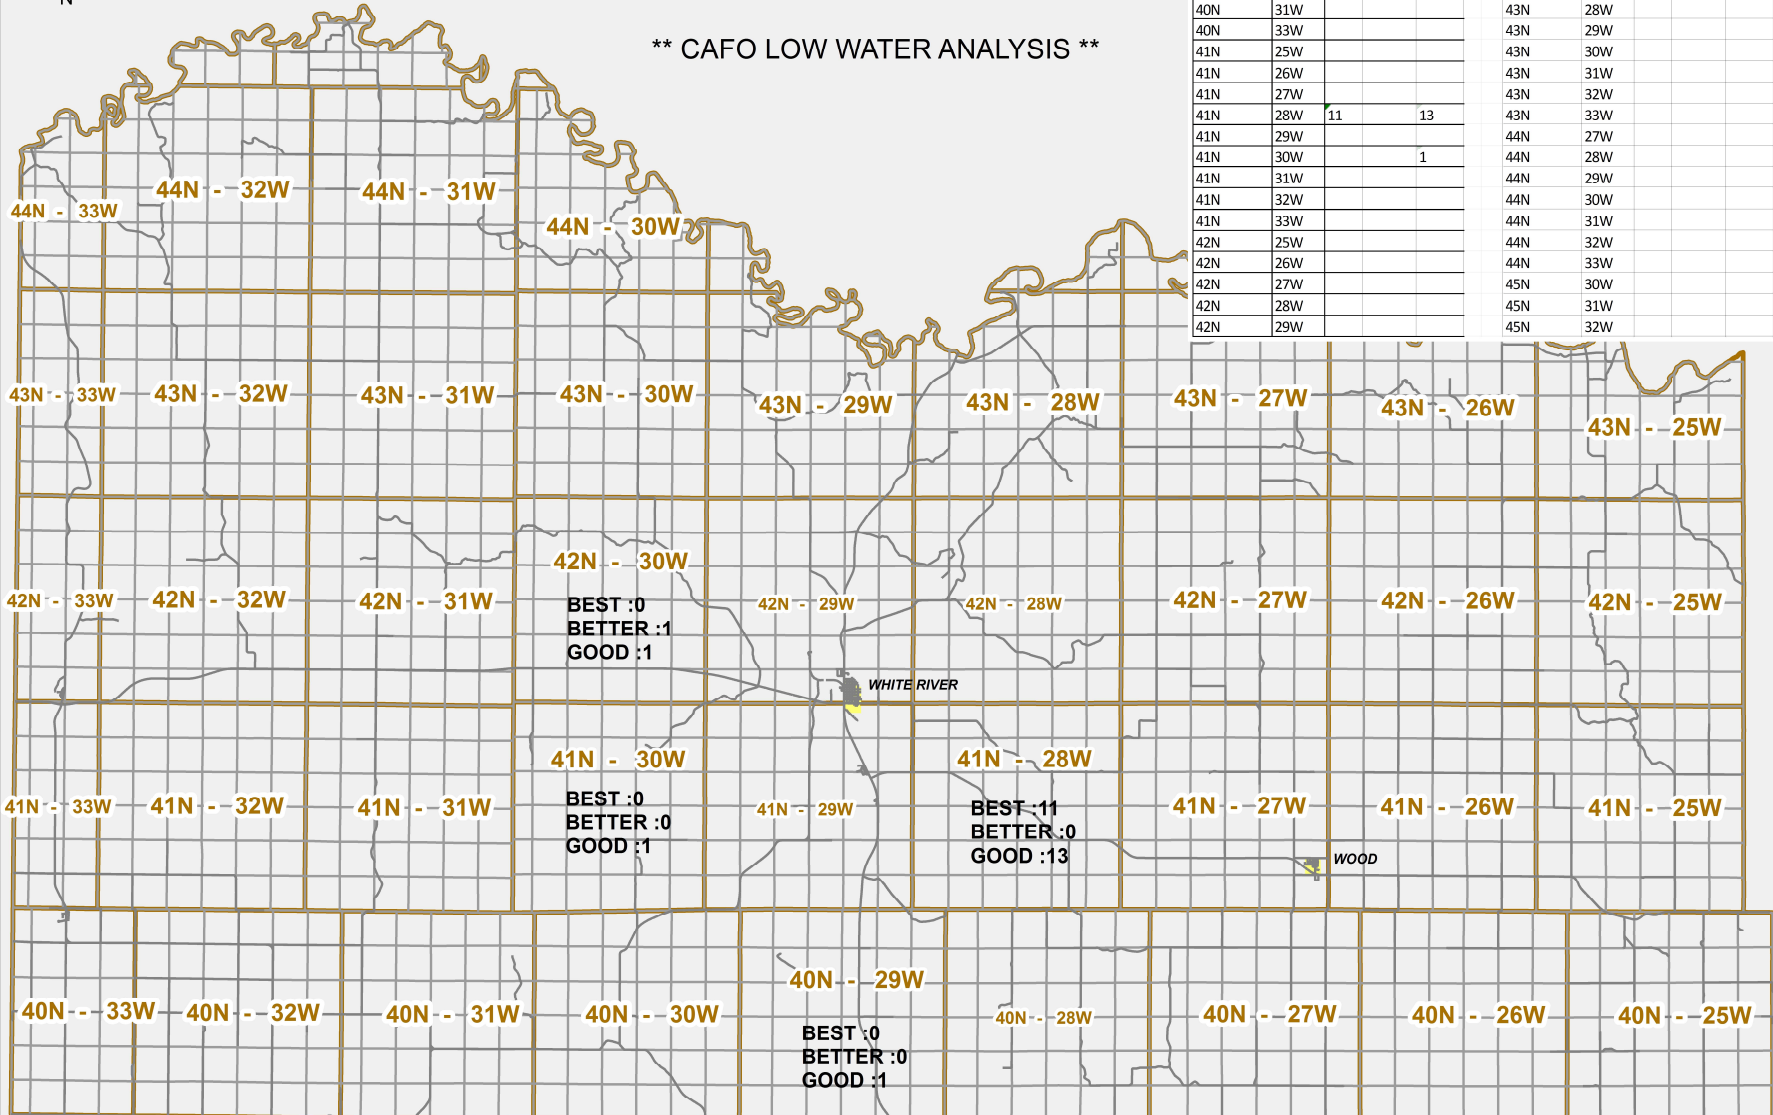 N
** CAFO LOW WATER ANALYSIS **
40N 31W 43N 28W
40N 33W 43N 29W
41N 25W 43N 30W
41N 26W 43N 31W
41N 27W 43N 32W
41N 28W 11 13 43N 33W
41N 29W 44N 27W
41N 30W 1 44N 28W
41N 31W 44N 29W
41N 32W 44N 30W
41N 33W 44N 31W
42N 25W 44N 32W
42N 26W 44N 33W
42N 27W 45N 30W
42N 28W 45N 31W
42N 29W 45N 32W
44N - 33W
44N - 32W
44N - 31W
44N - 30W
43N - 33W
43N - 32W
43N - 31W
43N - 30W
43N - 29W
43N - 28W
43N - 27W
43N - 26W
43N - 25W
42N - 33W
42N - 32W
42N - 31W
42N - 30W
BEST :0
BETTER :1
GOOD :1
42N - 29W
42N - 28W
42N - 27W
42N - 26W
42N - 25W
WHITE RIVER
41N - 33W
41N - 32W
41N - 31W
41N - 30W
BEST :0
BETTER :0
GOOD :1
41N - 29W
41N - 28W
BEST :11
BETTER :0
GOOD :13
41N - 27W
41N - 26W
41N - 25W
WOOD
40N - 33W
40N - 32W
40N - 31W
40N - 30W
40N - 29W
BEST :0
BETTER :0
GOOD :1
40N - 28W
40N - 27W
40N - 26W
40N - 25W